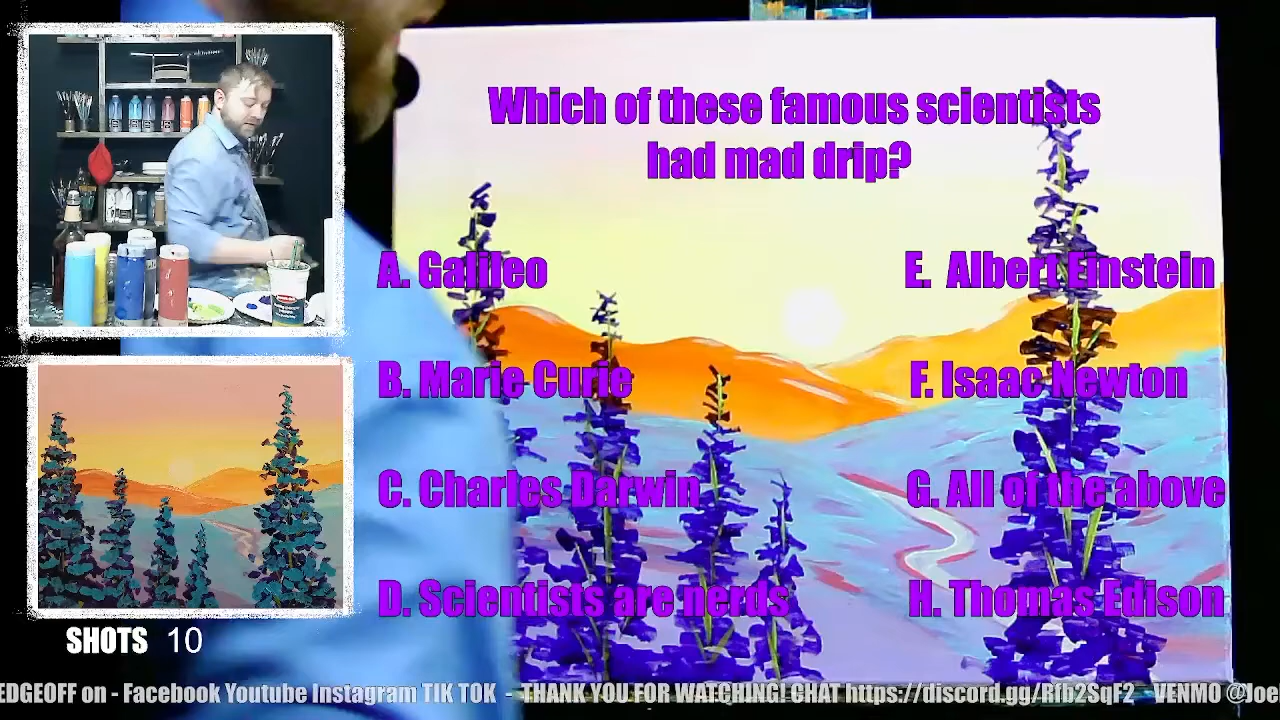 Which of these famous scientists
had mad drip?
A. Galileo
B. Marie Curie
C. Charles Darwin
D. Scientists are nerds
E. Albert Einstein
F. Isaac Newton
G. All of the above
H. Thomas Edison
SHOTS 10
EDGEOFF on - Facebook Youtube Instagram TIK TOK - THANK YOU FOR WATCHING! CHAT https://discord.gg/Rfb2SqF2 VENMO @Joel